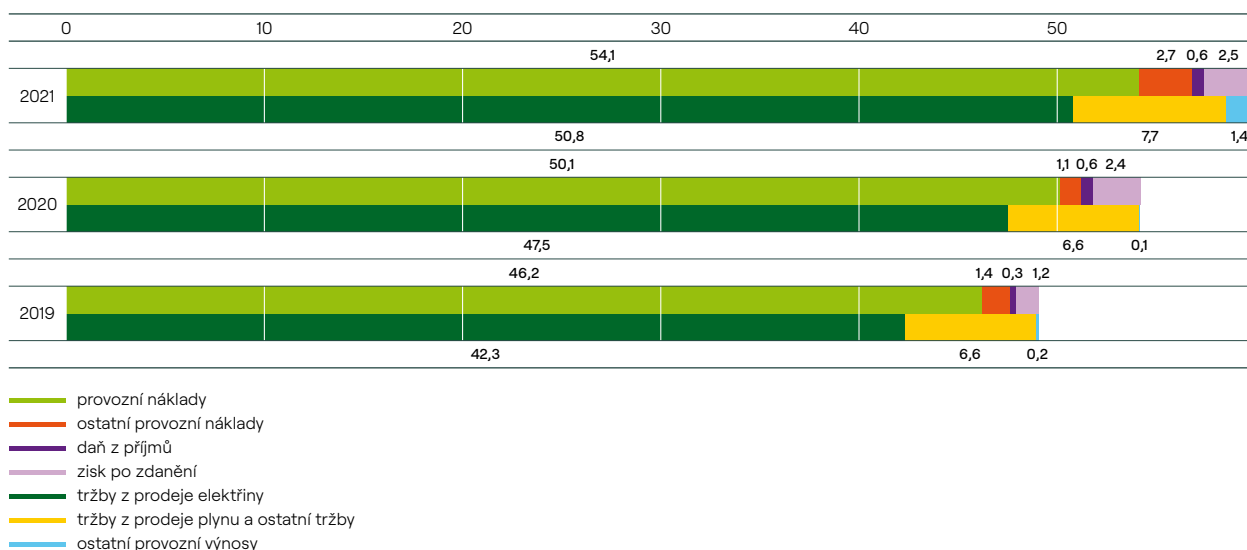 0 10 20 30 40 50
54,1 2,7 0,6 2,5
2021
50,8 7,7 1,4
50,1 1,1 0,6 2,4
2020
47,5 6,6 0,1
46,2 1,4 0,3 1,2
2019
42,3 6,6 0,2
provozní náklady
ostatní provozní náklady
daň z příjmů
zisk po zdanění
tržby z prodeje elektřiny
tržby z prodeje plynu a ostatní tržby
ostatní provozní výnosy